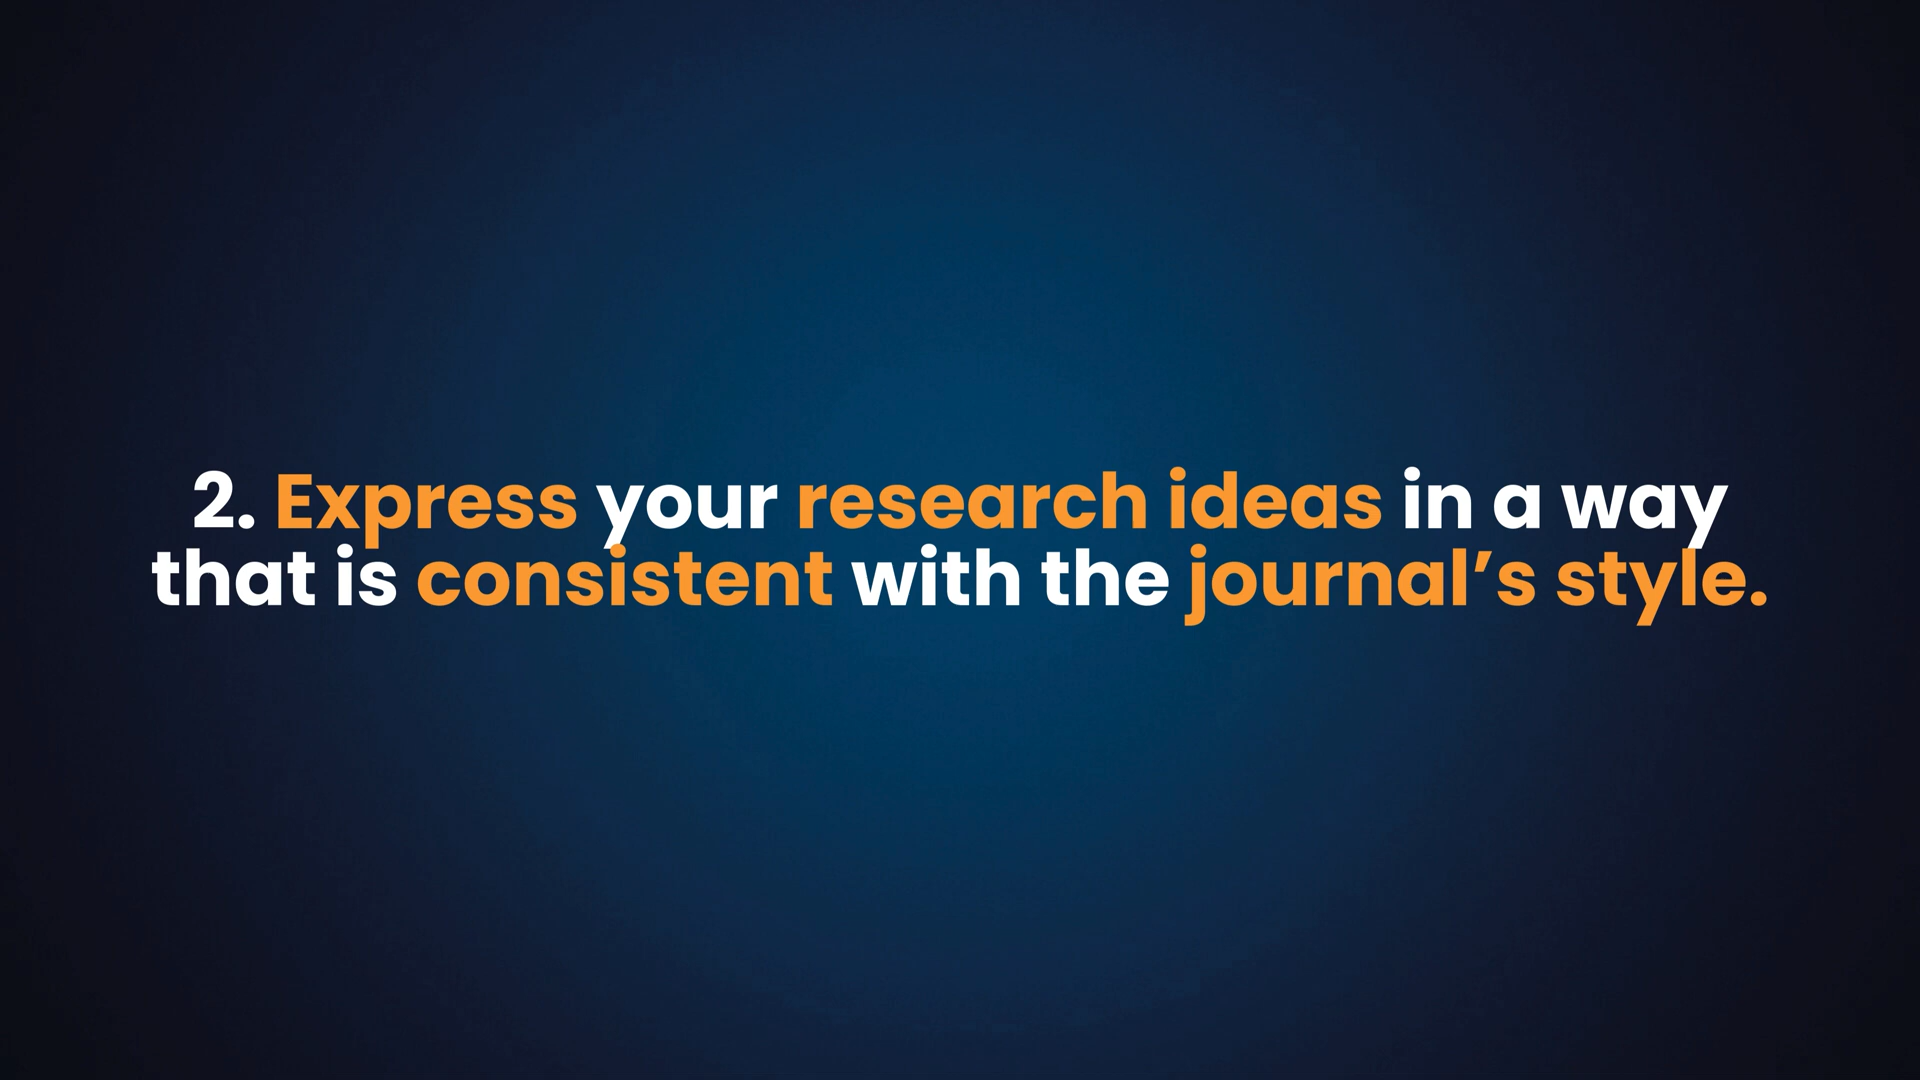 2. Express your research ideas in a way
that is consistent with the journal’s style.